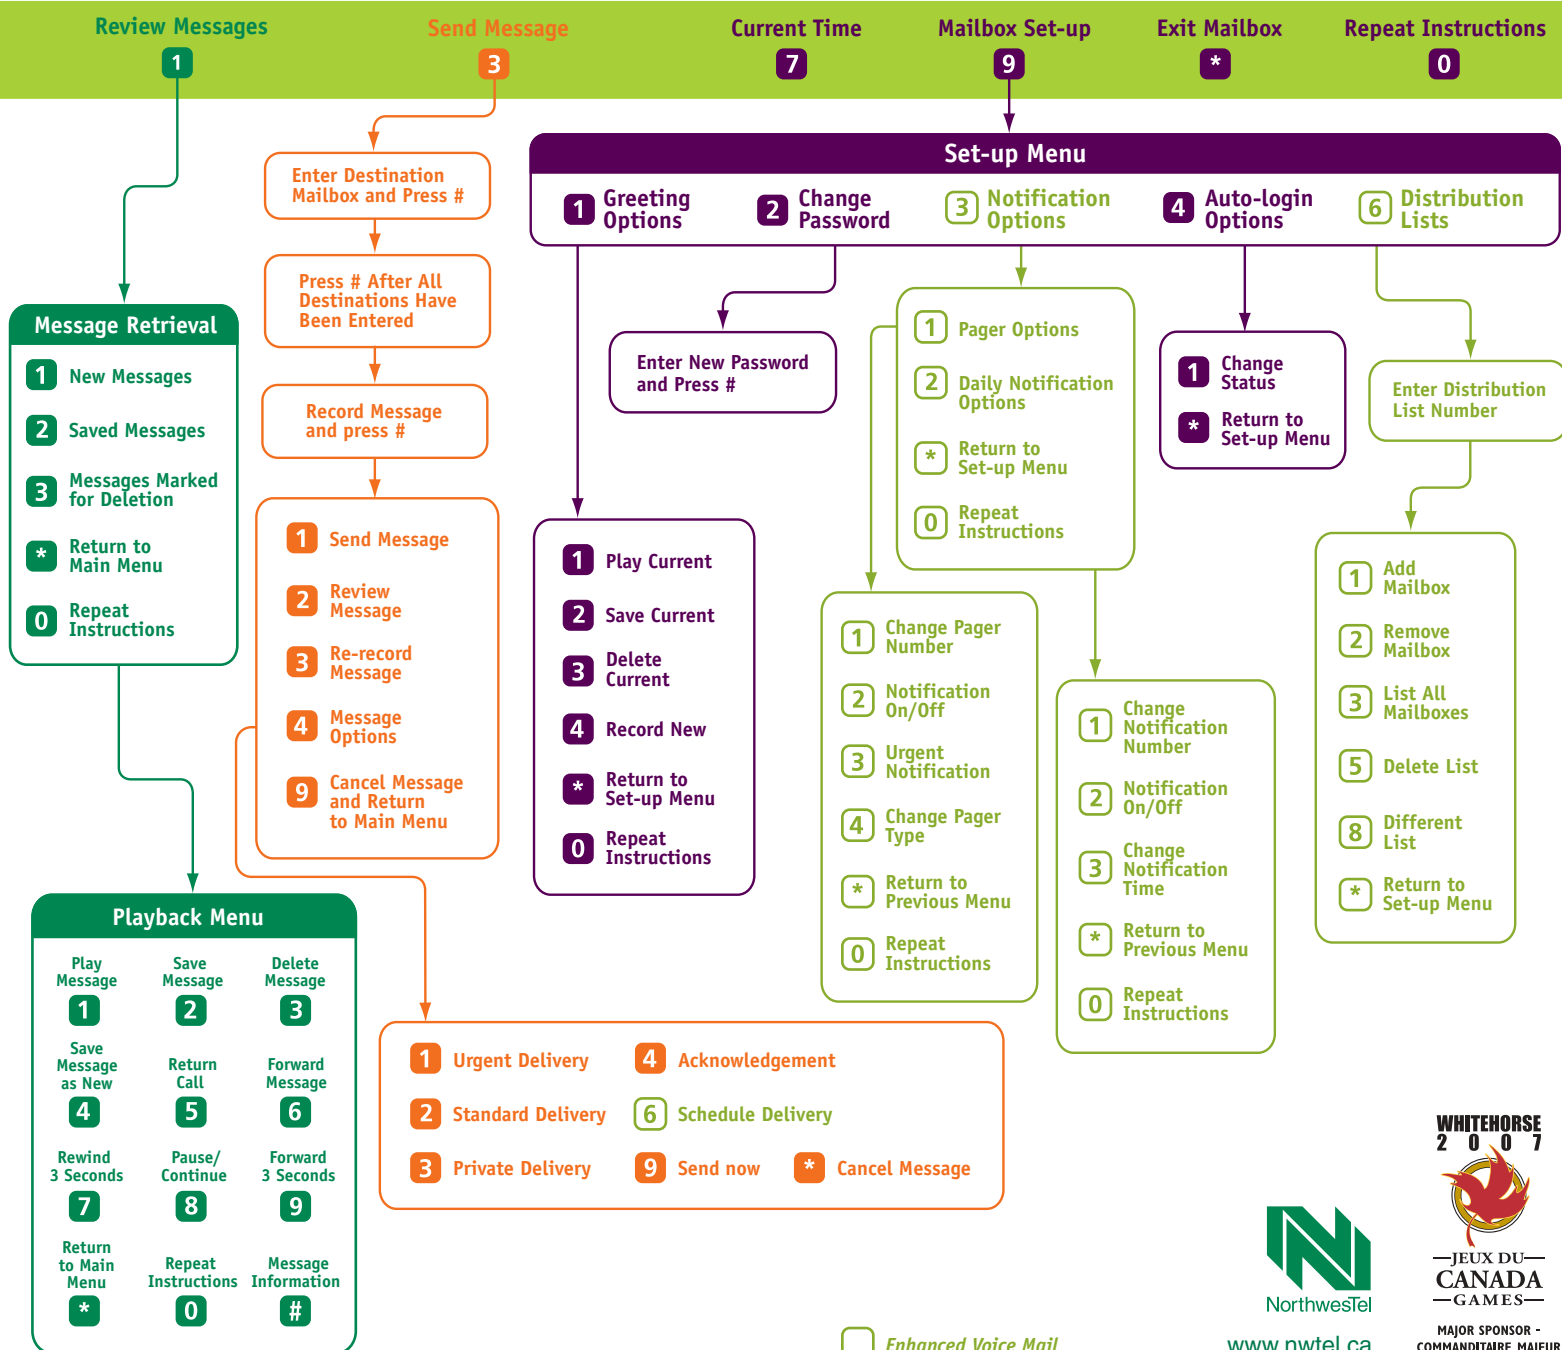 Review Messages
1
Send Message
3
Current Time
7
Mailbox Set-up
9
Exit Mailbox
*
Repeat Instructions
0
Message Retrieval
1 New Messages
2 Saved Messages
3 Messages Marked
for Deletion
* Return to
Main Menu
0 Repeat
Instructions
Playback Menu
Play
Message
1
Save
Message
2
Delete
Message
3
Save
Message
as New
4
Return
Call
5
Forward
Message
6
Rewind
3 Seconds
7
Pause/
Continue
8
Forward
3 Seconds
9
Return
to Main
Menu
*
Repeat
Instructions
0
Message
Information
#
Enter Destination
Mailbox and Press #
Press # After All
Destinations Have
Been Entered
Record Message
and press #
1 Send Message
2 Review
Message
3 Re-record
Message
4 Message
Options
9 Cancel Message
and Return
to Main Menu
1 Urgent Delivery
2 Standard Delivery
3 Private Delivery
4 Acknowledgement
6 Schedule Delivery
9 Send now
* Cancel Message
Set-up Menu
1 Greeting
Options
2 Change
Password
3 Notification
Options
4 Auto-login
Options
6 Distribution
Lists
1 Play Current
2 Save Current
3 Delete
Current
4 Record New
* Return to
Set-up Menu
0 Repeat
Instructions
Enter New Password
and Press #
1 Pager Options
2 Daily Notification
Options
* Return to
Set-up Menu
0 Repeat
Instructions
1 Change Pager
Number
2 Notification
On/Off
3 Urgent
Notification
4 Change Pager
Type
* Return to
Previous Menu
0 Repeat
Instructions
1 Change
Notification
Number
2 Notification
On/Off
3 Change
Notification
Time
* Return to
Previous Menu
0 Repeat
Instructions
1 Change
Status
* Return to
Set-up Menu
Enter Distribution
List Number
1 Add
Mailbox
2 Remove
Mailbox
3 List All
Mailboxes
5 Delete List
8 Different
List
* Return to
Set-up Menu
Enhanced Voice Mail
NorthwesTel
www.nwtel.ca
WHITEHORSE
2 0 0 7
JEUX DU
CANADA
GAMES
MAJOR SPONSOR -
COMMANDITAIRE MAJEUR